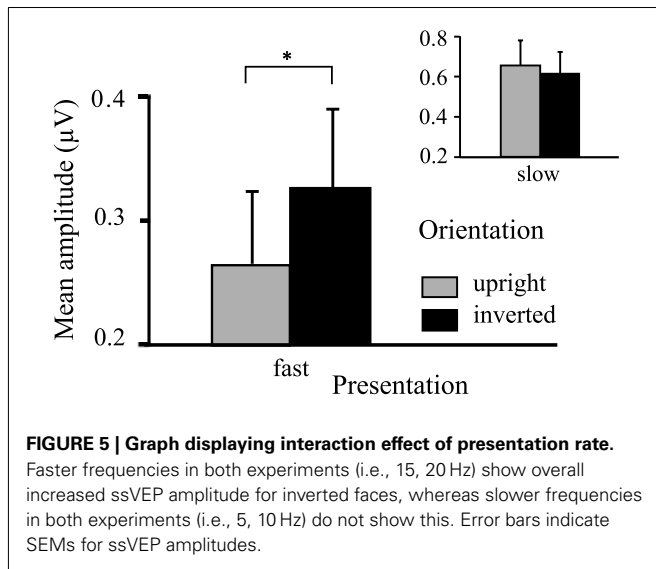 *
0.4
0.3
0.2
Mean amplitude (µV)
fast
Presentation
0.8
0.6
0.4
0.2
slow
Orientation
upright
inverted
FIGURE 5 | Graph displaying interaction effect of presentation rate.
Faster frequencies in both experiments (i.e., 15, 20 Hz) show overall
increased ssVEP amplitude for inverted faces, whereas slower frequencies
in both experiments (i.e., 5, 10 Hz) do not show this. Error bars indicate
SEMs for ssVEP amplitudes.